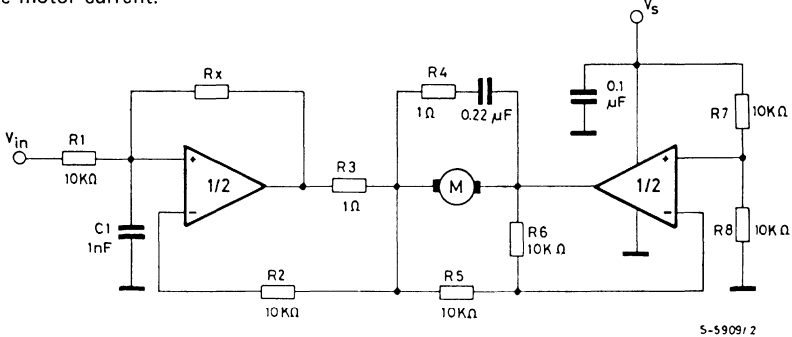 e motor current.
Vs
Rx
R4
1Ω
0.22 µF
0.1
µF
R7
10KΩ
Vin
R1
10KΩ
+
1/2
−
R3
1Ω
M
+
1/2
−
C1
1nF
R6
10KΩ
R8
10KΩ
R2
10KΩ
R5
10KΩ
S-5909/2